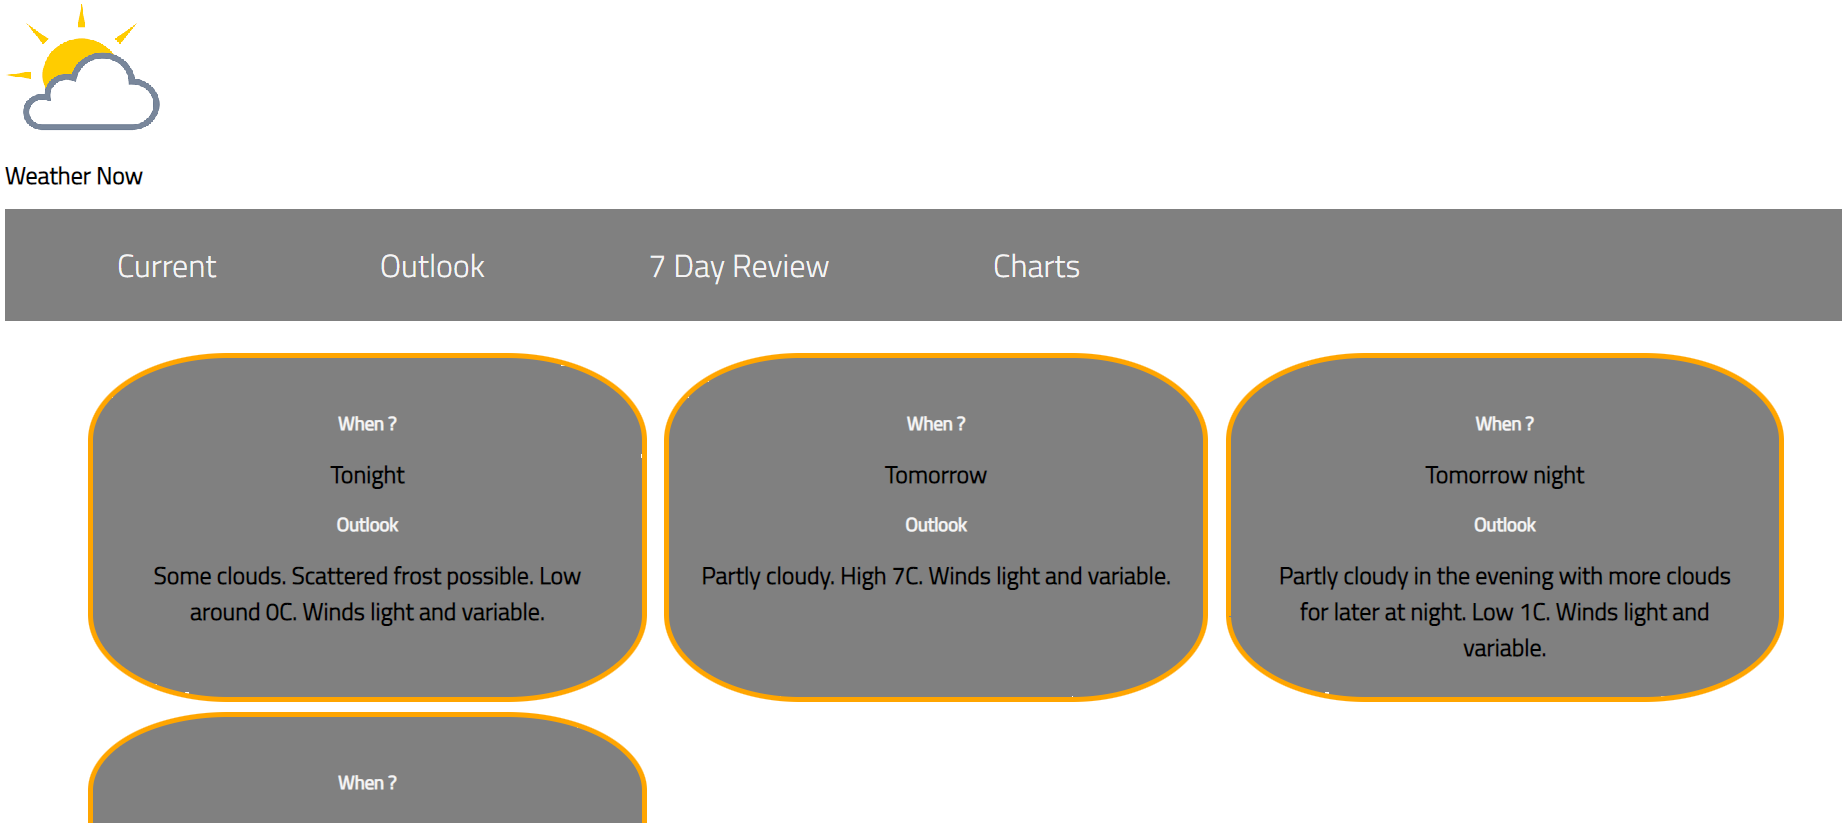 Weather Now
Current
Outlook
7 Day Review
Charts
When ?
Tonight
Outlook
Some clouds. Scattered frost possible. Low
around 0C. Winds light and variable.
When ?
Tomorrow
Outlook
Partly cloudy. High 7C. Winds light and variable.
When ?
Tomorrow night
Outlook
Partly cloudy in the evening with more clouds
for later at night. Low 1C. Winds light and
variable.
When ?